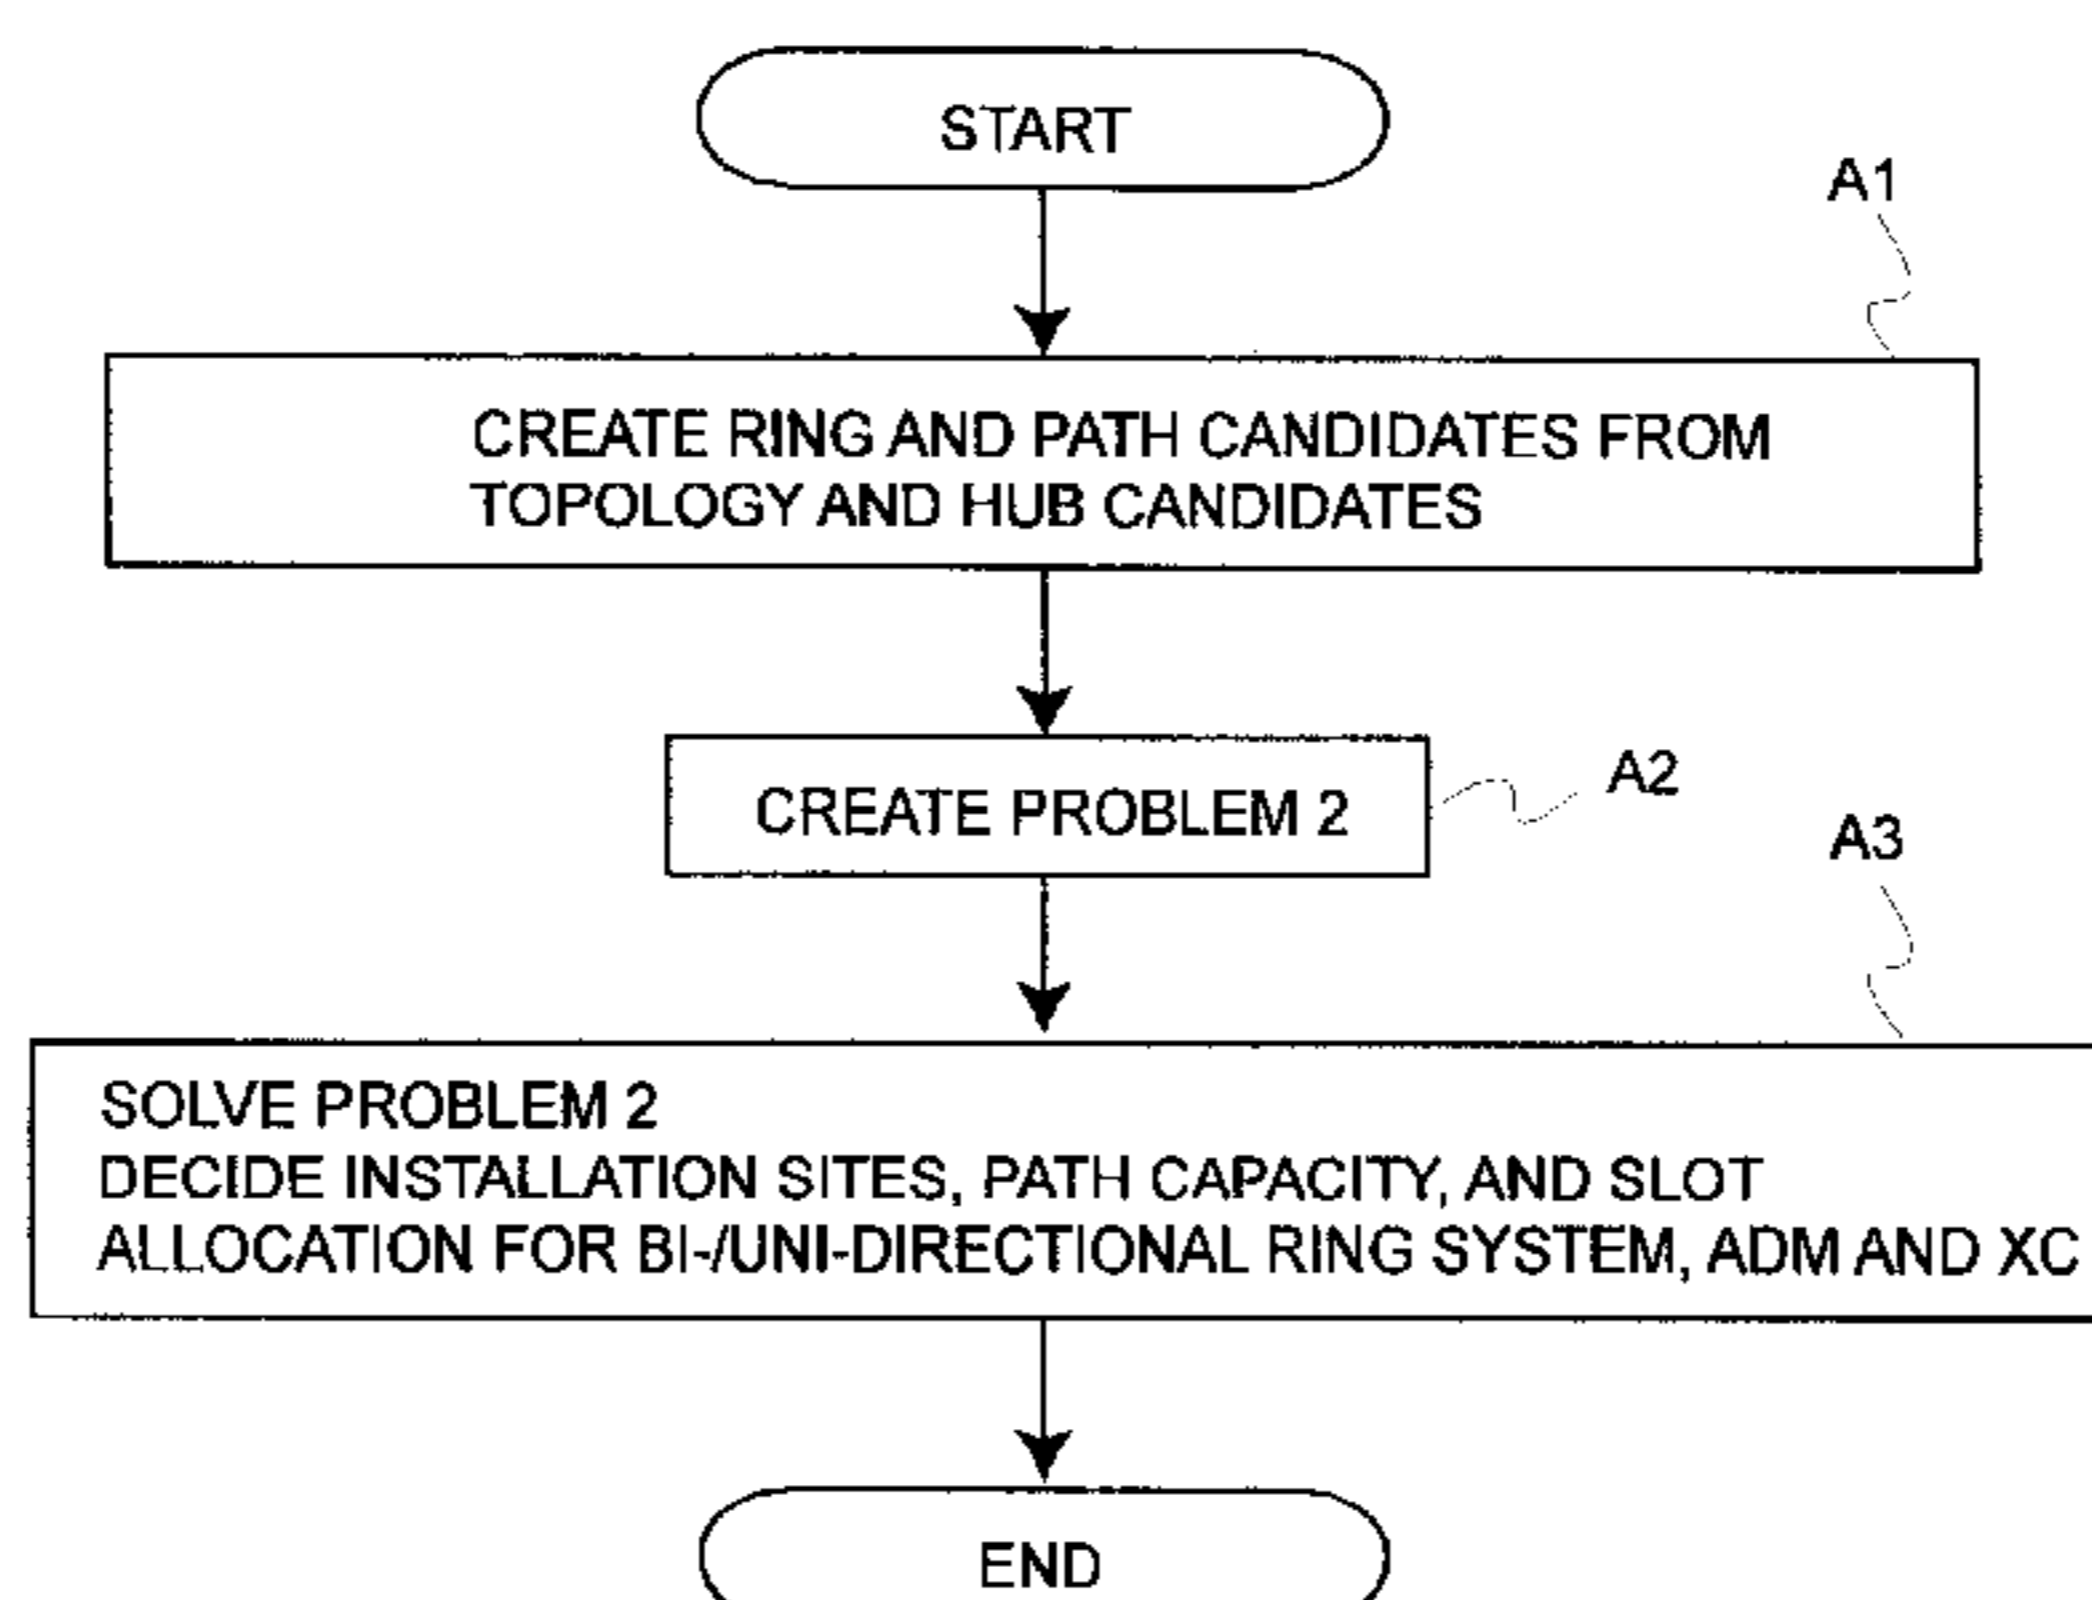 START
A1
CREATE RING AND PATH CANDIDATES FROM
TOPOLOGY AND HUB CANDIDATES
CREATE PROBLEM 2
A2
A3
SOLVE PROBLEM 2
DECIDE INSTALLATION SITES, PATH CAPACITY, AND SLOT
ALLOCATION FOR BI-/UNI-DIRECTIONAL RING SYSTEM, ADM AND XC
END